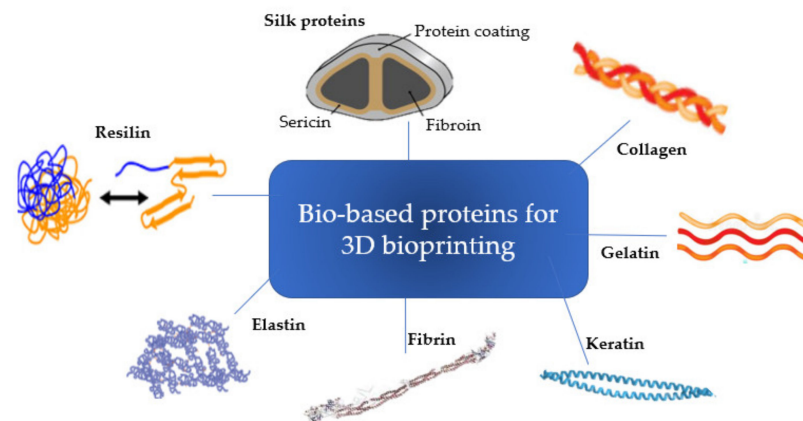 Silk proteins
Protein coating
Sericin
Fibroin
Resilin
Collagen
Bio-based proteins for
3D bioprinting
Gelatin
Elastin
Fibrin
Keratin